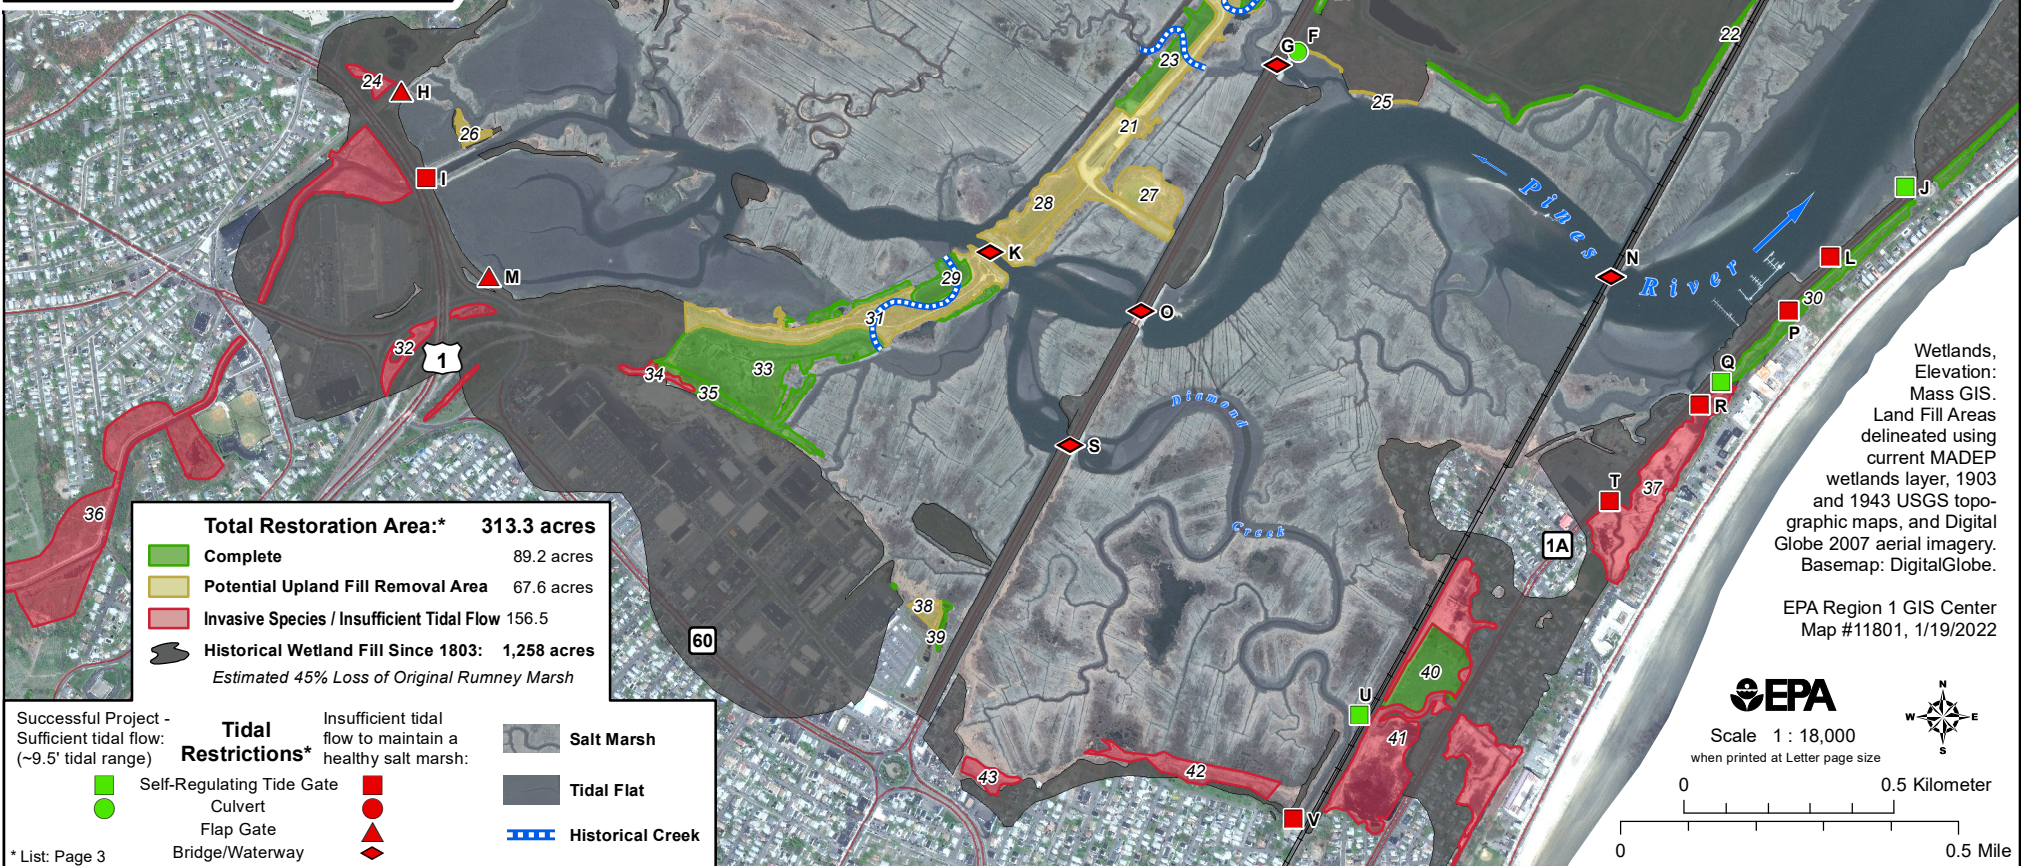 24
H
26
I
M
32
1
34
35
33
36
60
23
21
28
27
K
29
31
O
S
G
F
25
22
Pines
River
N
J
L
30
P
Q
R
T
37
1A
Diamond
Creek
38
39
40
U
41
42
43
V
Total Restoration Area:* 313.3 acres
Complete 89.2 acres
Potential Upland Fill Removal Area 67.6 acres
Invasive Species / Insufficient Tidal Flow 156.5
Historical Wetland Fill Since 1803: 1,258 acres
Estimated 45% Loss of Original Rumney Marsh
Successful Project -
Sufficient tidal flow:
(~9.5' tidal range)
Tidal
Restrictions*
Insufficient tidal
flow to maintain a
healthy salt marsh:
Self-Regulating Tide Gate
Culvert
Flap Gate
Bridge/Waterway
* List: Page 3
Salt Marsh
Tidal Flat
Historical Creek
Wetlands,
Elevation:
Mass GIS.
Land Fill Areas
delineated using
current MADEP
wetlands layer, 1903
and 1943 USGS topo-
graphic maps, and Digital
Globe 2007 aerial imagery.
Basemap: DigitalGlobe.
EPA Region 1 GIS Center
Map #11801, 1/19/2022
EPA
N
W E
S
Scale 1 : 18,000
when printed at Letter page size
0 0.5 Kilometer
0 0.5 Mile